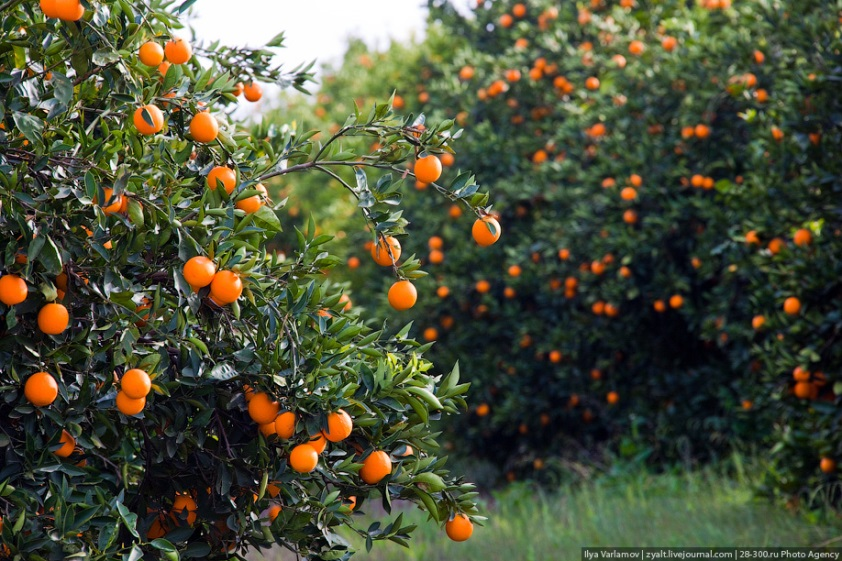 Ilya Varlamov | zyalt.livejournal.com | 28-300.ru Photo Agency